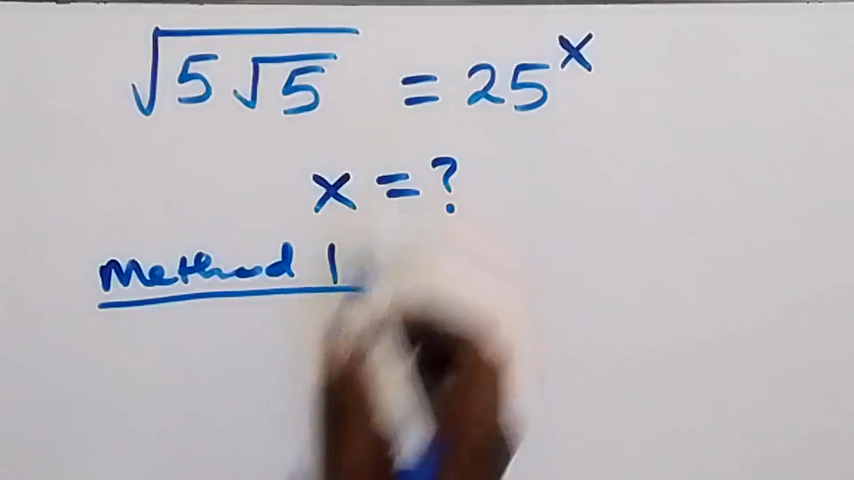 √(5√5) = 25^x
x = ?
Method 1